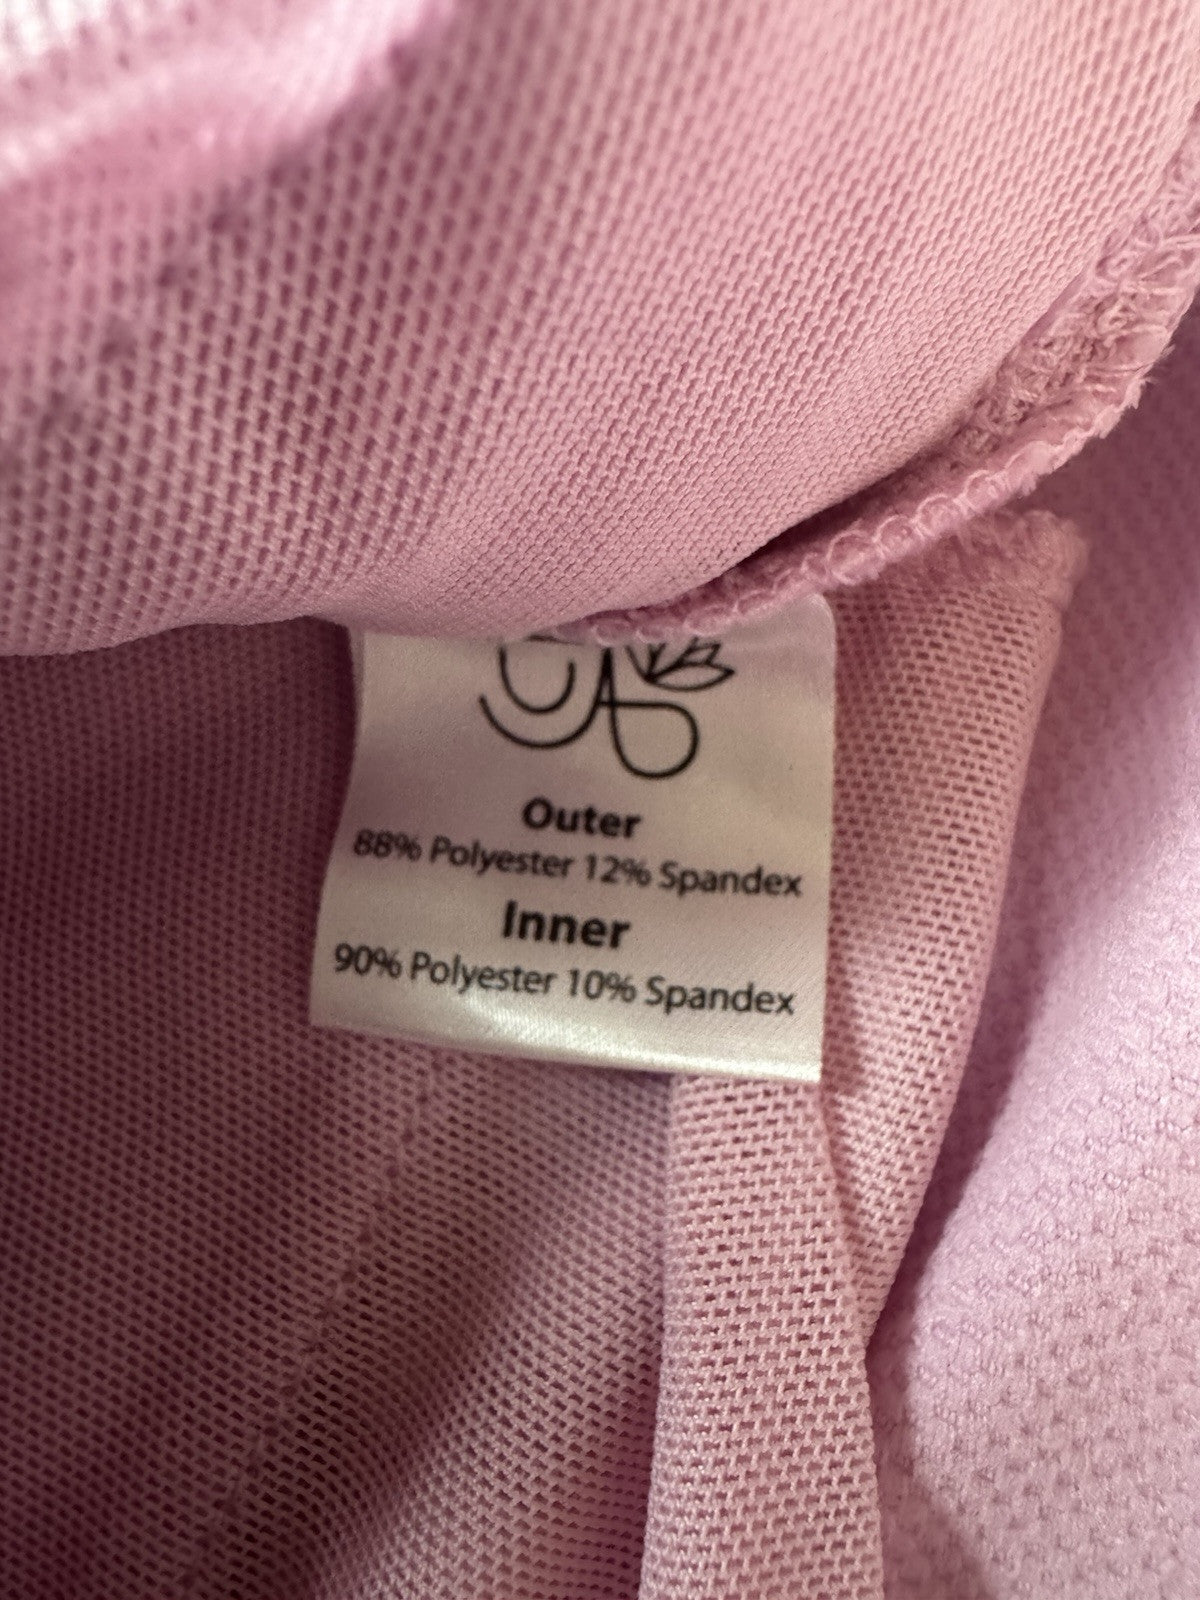 Outer
88% Polyester 12% Spandex
Inner
90% Polyester 10% Spandex